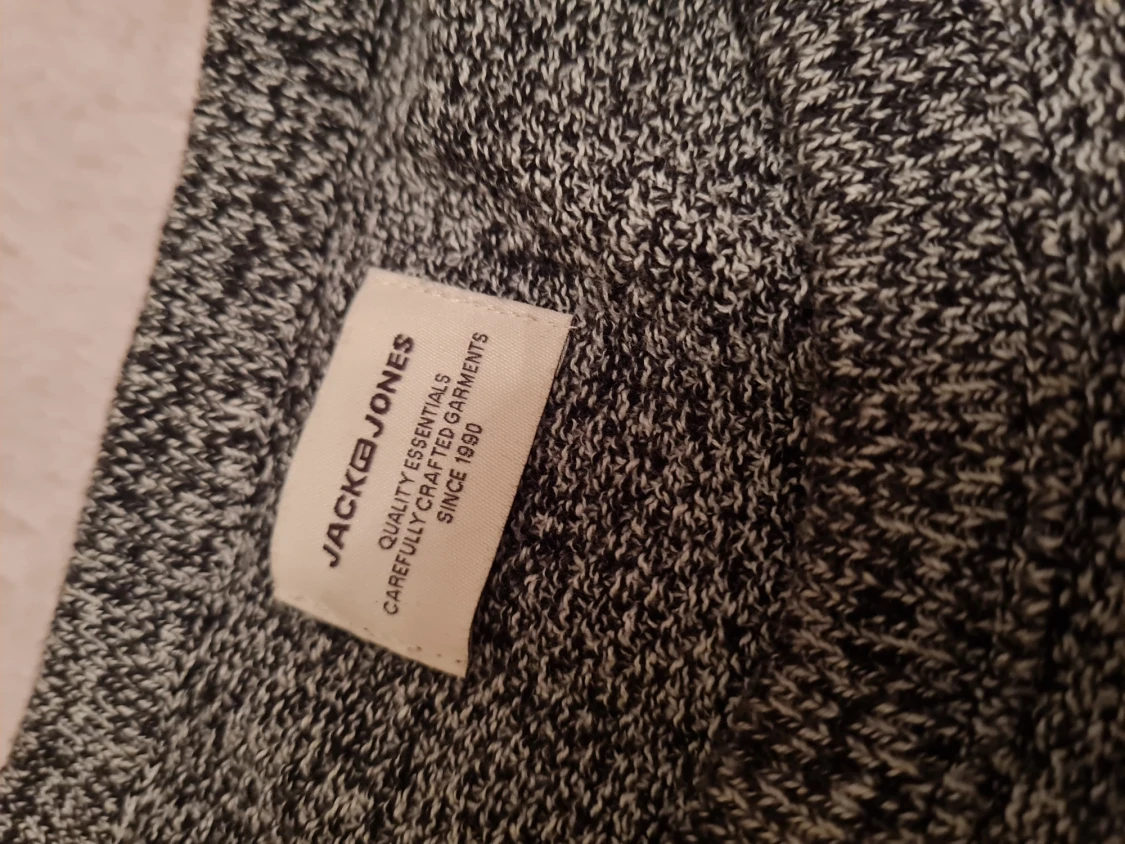 JACK&JONES
QUALITY ESSENTIALS
CAREFULLY CRAFTED GARMENTS
SINCE 1990